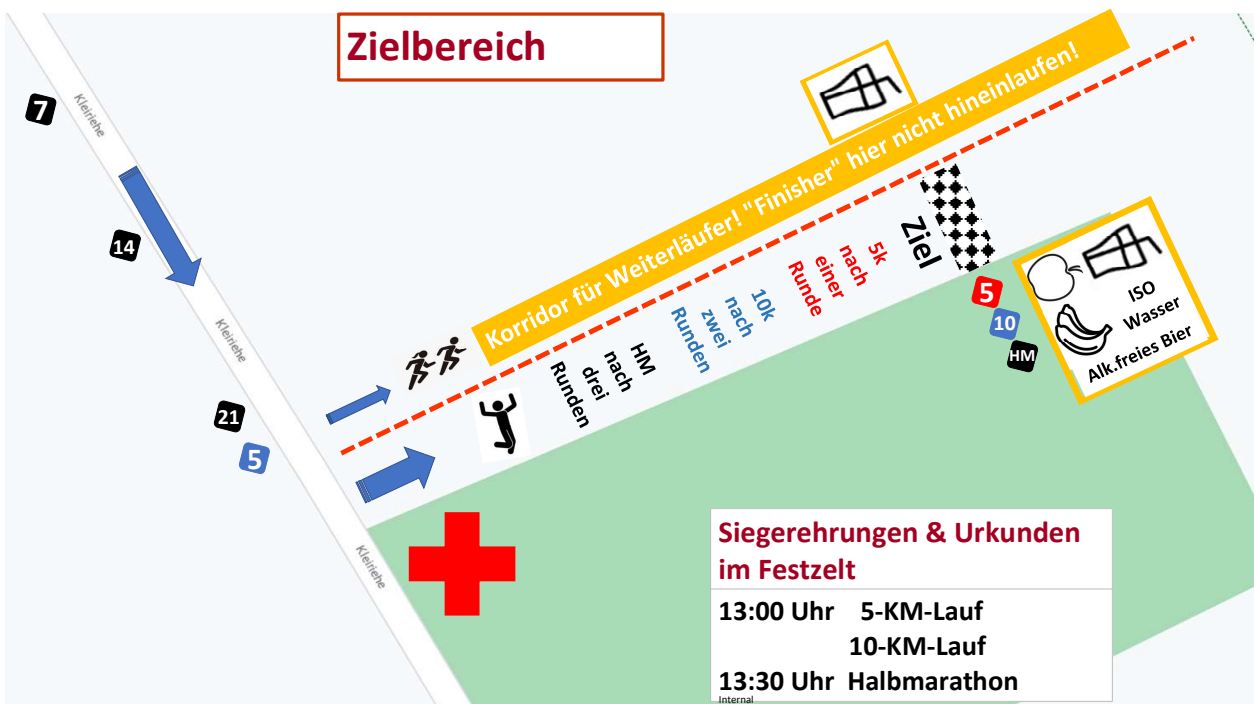 Zielbereich
7
Kleiriehe
14
Kleiriehe
21
5
Kleiriehe
Korridor für Weiterläufer! "Finisher" hier nicht hineinlaufen!
HM
nach
drei
Runden
10k
nach
zwei
Runden
5k
nach
einer
Runde
Ziel
5
10
HM
ISO
Wasser
Alk.freies Bier
Siegerehrungen & Urkunden
im Festzelt
13:00 Uhr 5-KM-Lauf
10-KM-Lauf
13:30 Uhr Halbmarathon
Internal